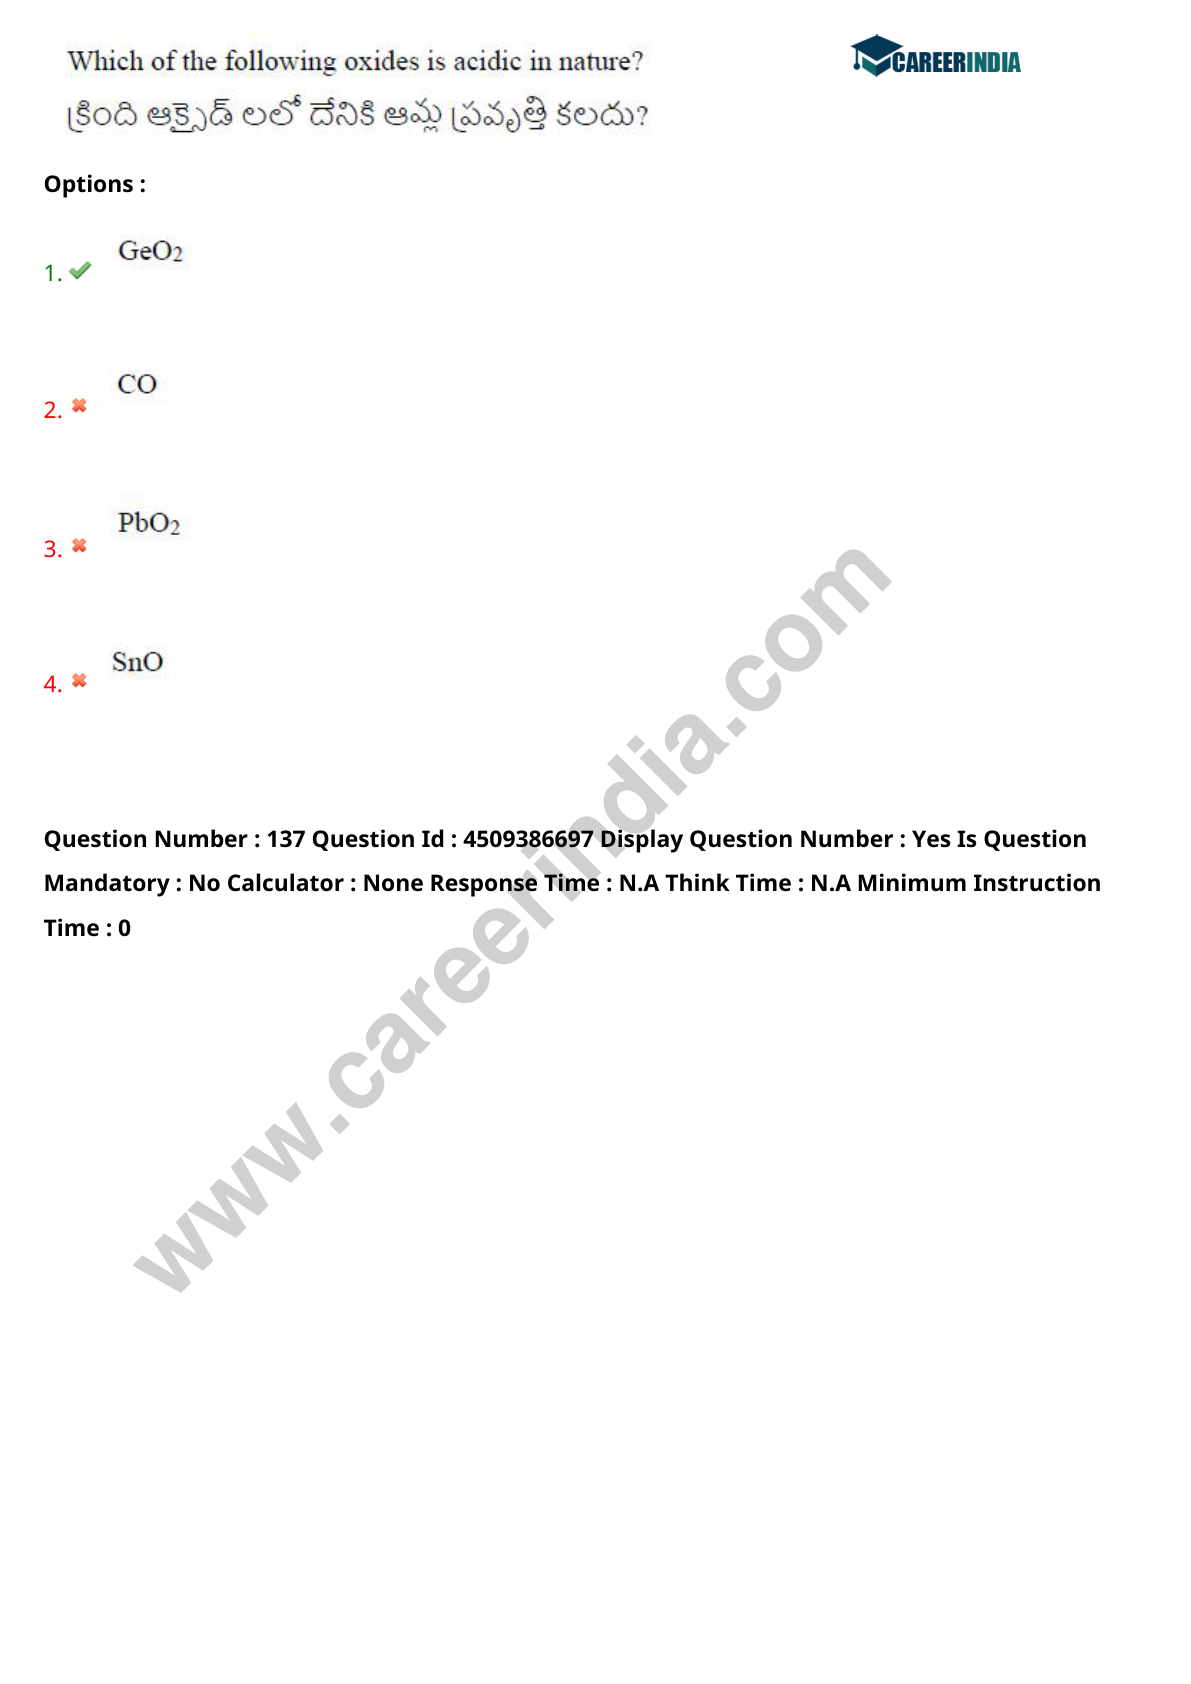 Which of the following oxides is acidic in nature?
CAREERINDIA
క్రింది ఆక్సైడ్ లలో దేనికి ఆమ్ల ప్రవృత్తి కలదు?
Options :
GeO2
1.
CO
2.
PbO2
3.
SnO
4.
Question Number : 137 Question Id : 4509386697 Display Question Number : Yes Is Question
Mandatory : No Calculator : None Response Time : N.A Think Time : N.A Minimum Instruction
Time : 0
www.careerindia.com